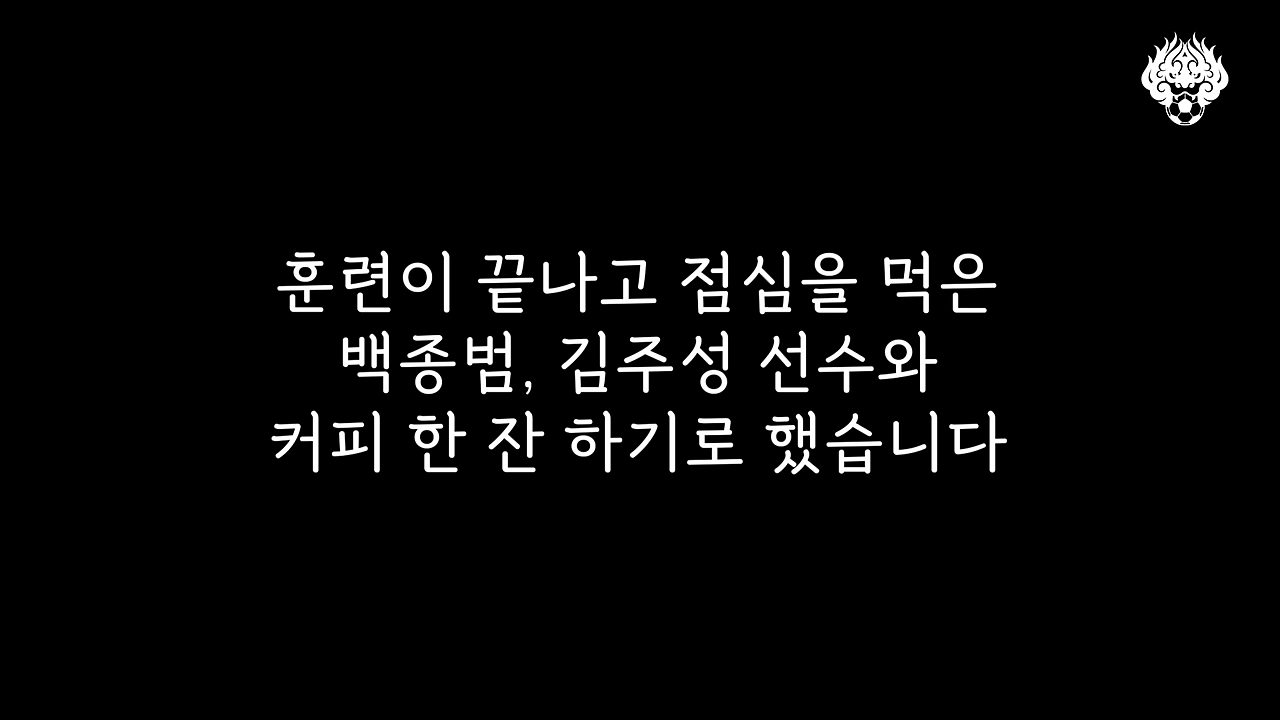 훈련이 끝나고 점심을 먹은
백종범, 김주성 선수와
커피 한 잔 하기로 했습니다